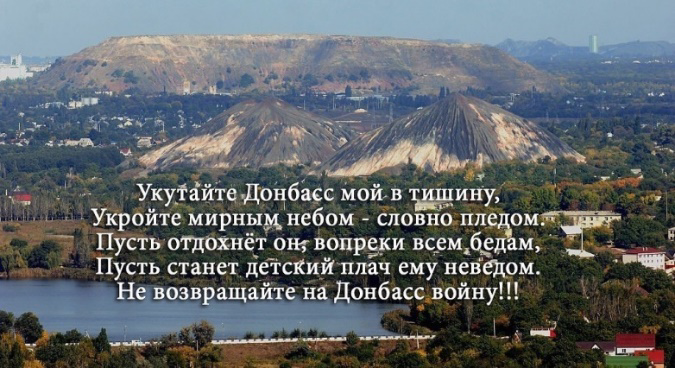 Укутайте Донбасс мой в тишину,
Укройте мирным небом - словно пледом.
Пусть отдохнёт он, вопреки всем бедам,
Пусть станет детский плач ему неведом.
Не возвращайте на Донбасс войну!!!